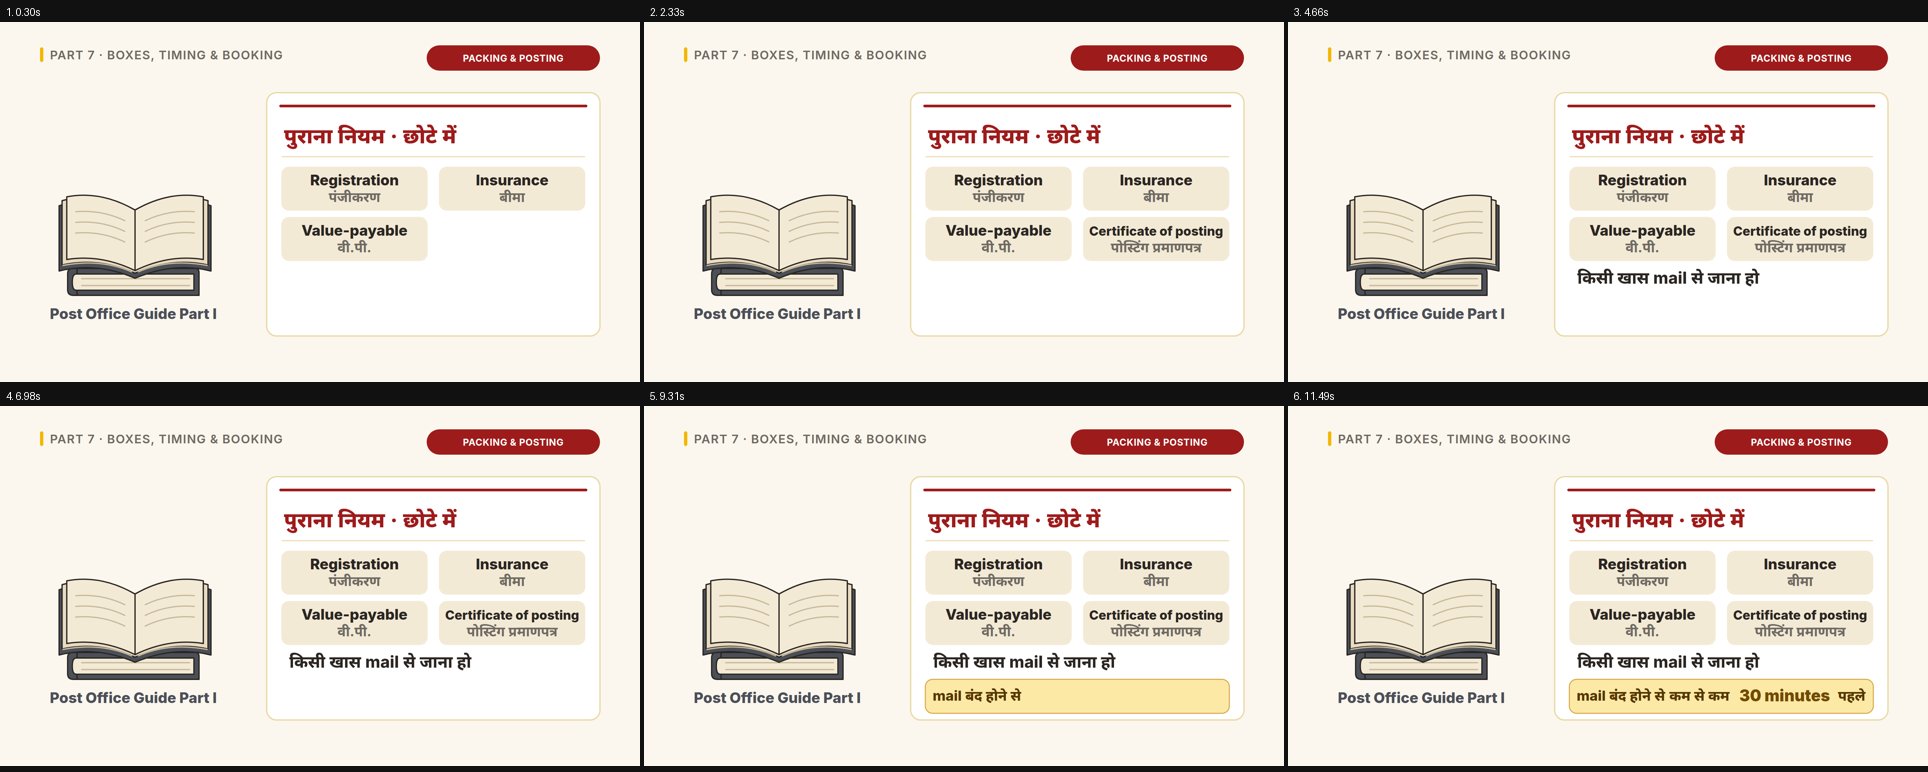 1. 0.30s
PART 7 · BOXES, TIMING & BOOKING
PACKING & POSTING
पुराना नियम · छोटे में
Registration
पंजीकरण
Insurance
बीमा
Value-payable
वी.पी.
Post Office Guide Part I
2. 2.33s
PART 7 · BOXES, TIMING & BOOKING
PACKING & POSTING
पुराना नियम · छोटे में
Registration
पंजीकरण
Insurance
बीमा
Value-payable
वी.पी.
Certificate of posting
पोस्टिंग प्रमाणपत्र
Post Office Guide Part I
3. 4.66s
PART 7 · BOXES, TIMING & BOOKING
PACKING & POSTING
पुराना नियम · छोटे में
Registration
पंजीकरण
Insurance
बीमा
Value-payable
वी.पी.
Certificate of posting
पोस्टिंग प्रमाणपत्र
किसी खास mail से जाना हो
Post Office Guide Part I
4. 6.98s
PART 7 · BOXES, TIMING & BOOKING
PACKING & POSTING
पुराना नियम · छोटे में
Registration
पंजीकरण
Insurance
बीमा
Value-payable
वी.पी.
Certificate of posting
पोस्टिंग प्रमाणपत्र
किसी खास mail से जाना हो
Post Office Guide Part I
5. 9.31s
PART 7 · BOXES, TIMING & BOOKING
PACKING & POSTING
पुराना नियम · छोटे में
Registration
पंजीकरण
Insurance
बीमा
Value-payable
वी.पी.
Certificate of posting
पोस्टिंग प्रमाणपत्र
किसी खास mail से जाना हो
mail बंद होने से
Post Office Guide Part I
6. 11.49s
PART 7 · BOXES, TIMING & BOOKING
PACKING & POSTING
पुराना नियम · छोटे में
Registration
पंजीकरण
Insurance
बीमा
Value-payable
वी.पी.
Certificate of posting
पोस्टिंग प्रमाणपत्र
किसी खास mail से जाना हो
mail बंद होने से कम से कम 30 minutes पहले
Post Office Guide Part I